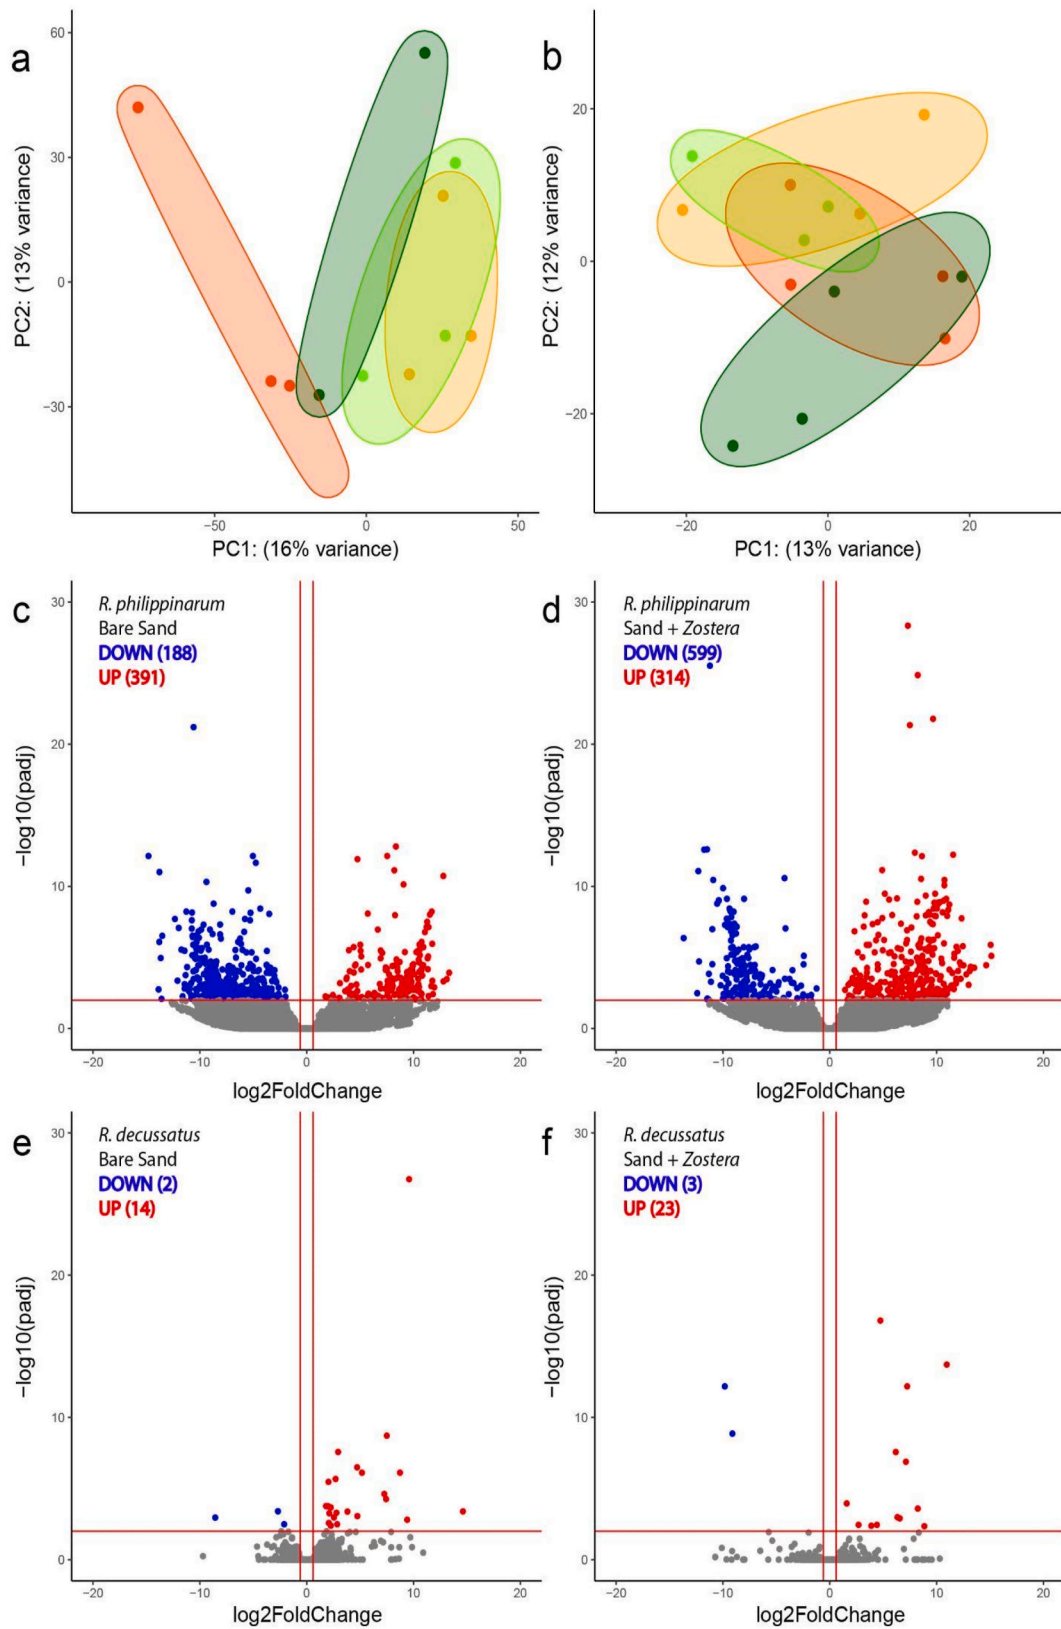 a
60
30
0
−30
PC2: (13% variance)
−50
0
50
PC1: (16% variance)
b
20
0
−20
PC2: (12% variance)
−20
0
20
PC1: (13% variance)
c
R. philippinarum
Bare Sand
DOWN (188)
UP (391)
30
20
10
0
−log10(padj)
−20
−10
0
10
20
log2FoldChange
d
R. philippinarum
Sand + Zostera
DOWN (599)
UP (314)
30
20
10
0
−log10(padj)
−20
−10
0
10
20
log2FoldChange
e
R. decussatus
Bare Sand
DOWN (2)
UP (14)
30
20
10
0
−log10(padj)
−20
−10
0
10
20
log2FoldChange
f
R. decussatus
Sand + Zostera
DOWN (3)
UP (23)
30
20
10
0
−log10(padj)
−20
−10
0
10
20
log2FoldChange